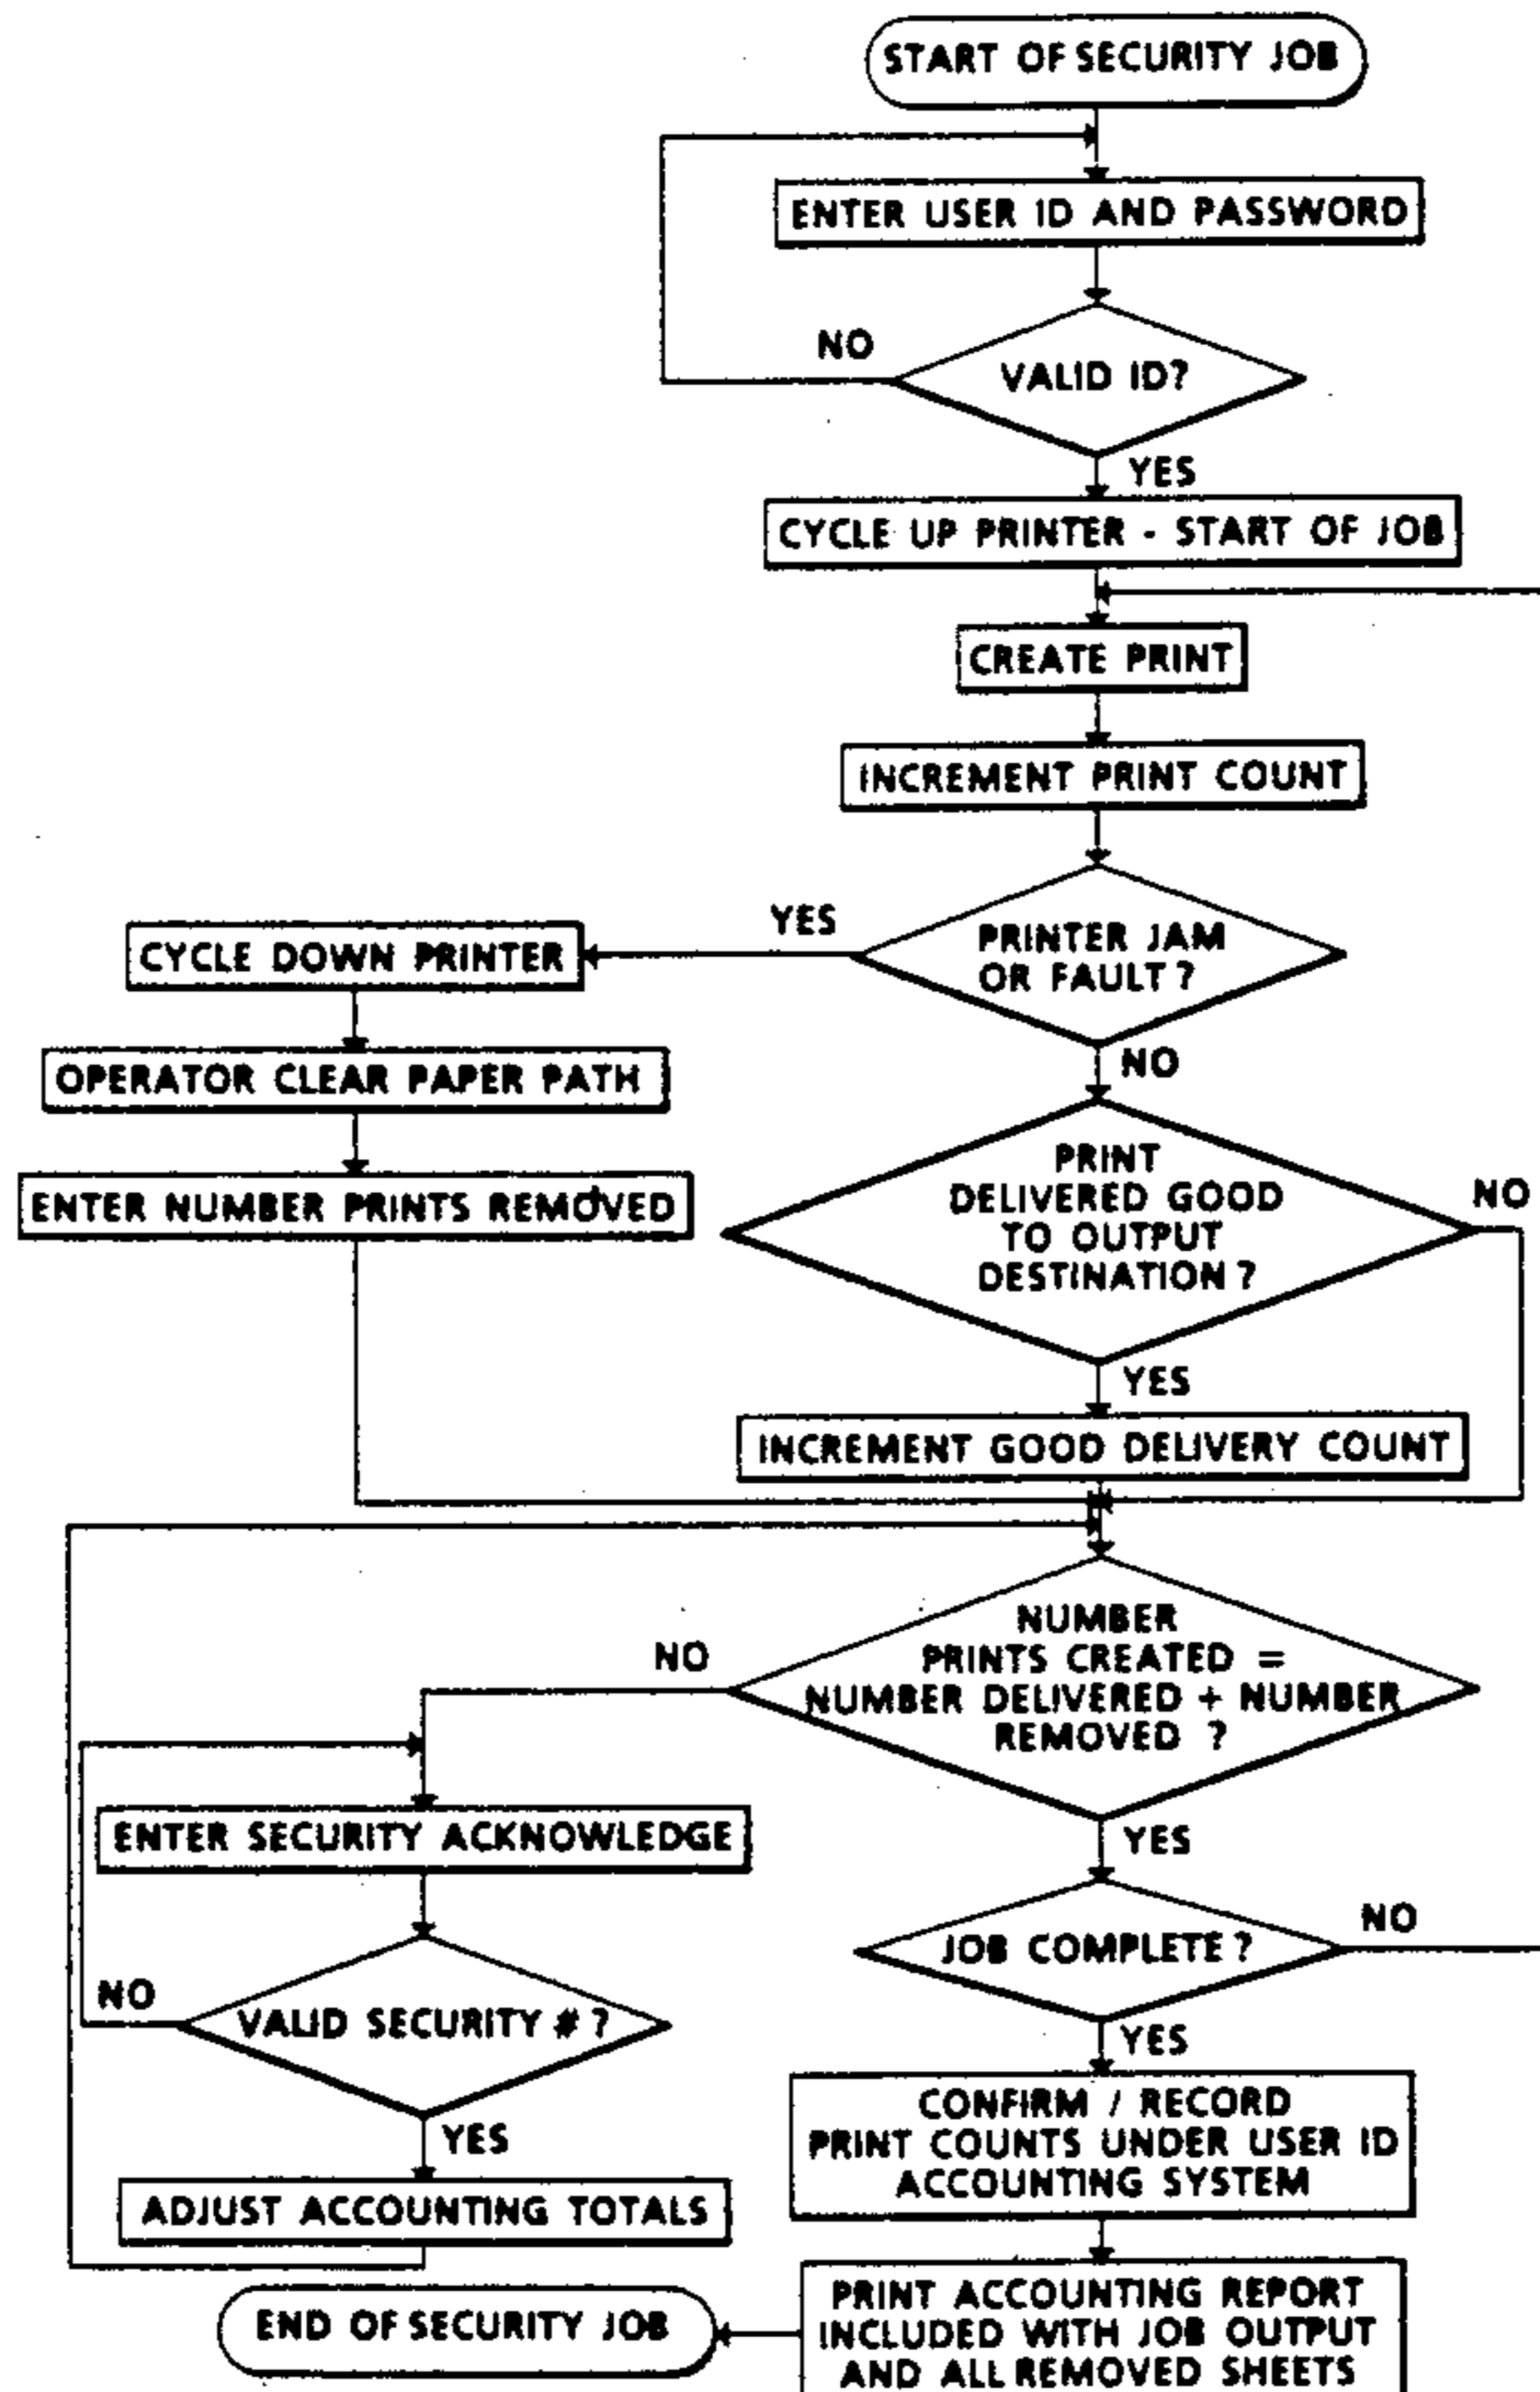 START OF SECURITY JOB
ENTER USER ID AND PASSWORD
NO
VALID ID?
YES
CYCLE UP PRINTER - START OF JOB
CREATE PRINT
INCREMENT PRINT COUNT
YES
PRINTER JAM
OR FAULT?
CYCLE DOWN PRINTER
OPERATOR CLEAR PAPER PATH
ENTER NUMBER PRINTS REMOVED
NO
PRINT
DELIVERED GOOD
TO OUTPUT
DESTINATION?
NO
YES
INCREMENT GOOD DELIVERY COUNT
NUMBER
PRINTS CREATED =
NUMBER DELIVERED + NUMBER
REMOVED ?
NO
ENTER SECURITY ACKNOWLEDGE
NO
VALID SECURITY # ?
YES
ADJUST ACCOUNTING TOTALS
YES
JOB COMPLETE?
NO
YES
CONFIRM / RECORD
PRINT COUNTS UNDER USER ID
ACCOUNTING SYSTEM
PRINT ACCOUNTING REPORT
INCLUDED WITH JOB OUTPUT
AND ALL REMOVED SHEETS
END OF SECURITY JOB